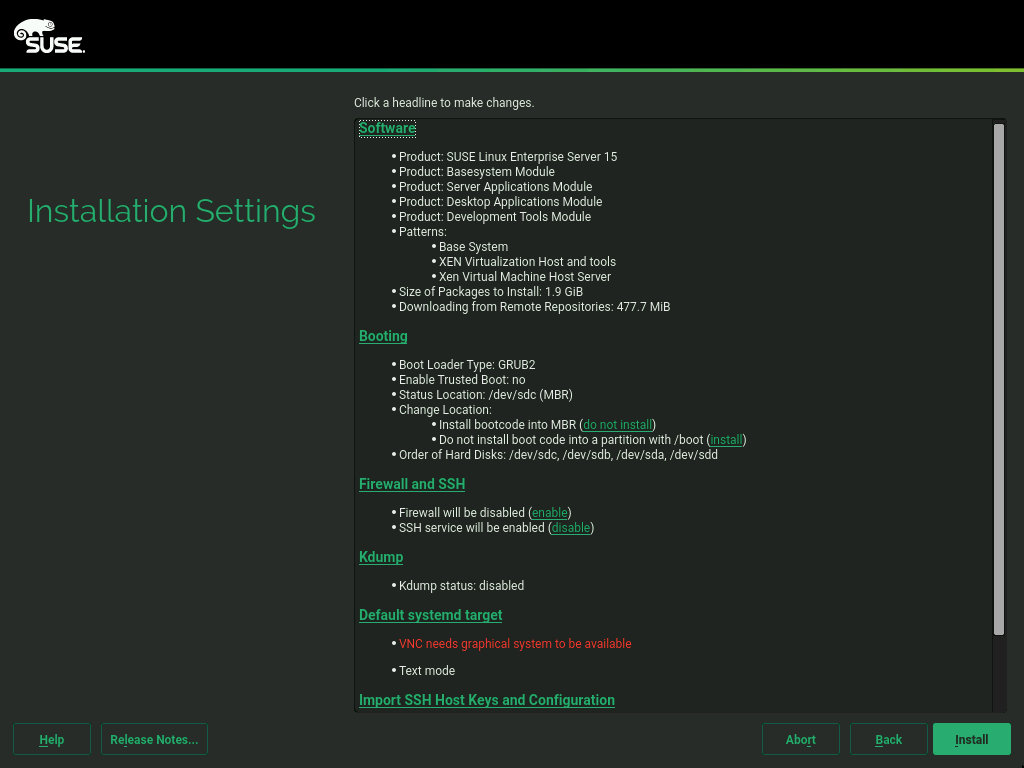 SUSE.
Click a headline to make changes.
Installation Settings
Software
• Product: SUSE Linux Enterprise Server 15
• Product: Basesystem Module
• Product: Server Applications Module
• Product: Desktop Applications Module
• Product: Development Tools Module
• Patterns:
• Base System
• XEN Virtualization Host and tools
• Xen Virtual Machine Host Server
• Size of Packages to Install: 1.9 GiB
• Downloading from Remote Repositories: 477.7 MiB
Booting
• Boot Loader Type: GRUB2
• Enable Trusted Boot: no
• Status Location: /dev/sdc (MBR)
• Change Location:
• Install bootcode into MBR (do not install)
• Do not install boot code into a partition with /boot (install)
• Order of Hard Disks: /dev/sdc, /dev/sdb, /dev/sda, /dev/sdd
Firewall and SSH
• Firewall will be disabled (enable)
• SSH service will be enabled (disable)
Kdump
• Kdump status: disabled
Default systemd target
• VNC needs graphical system to be available
• Text mode
Import SSH Host Keys and Configuration
Help Release Notes... Abort Back Install